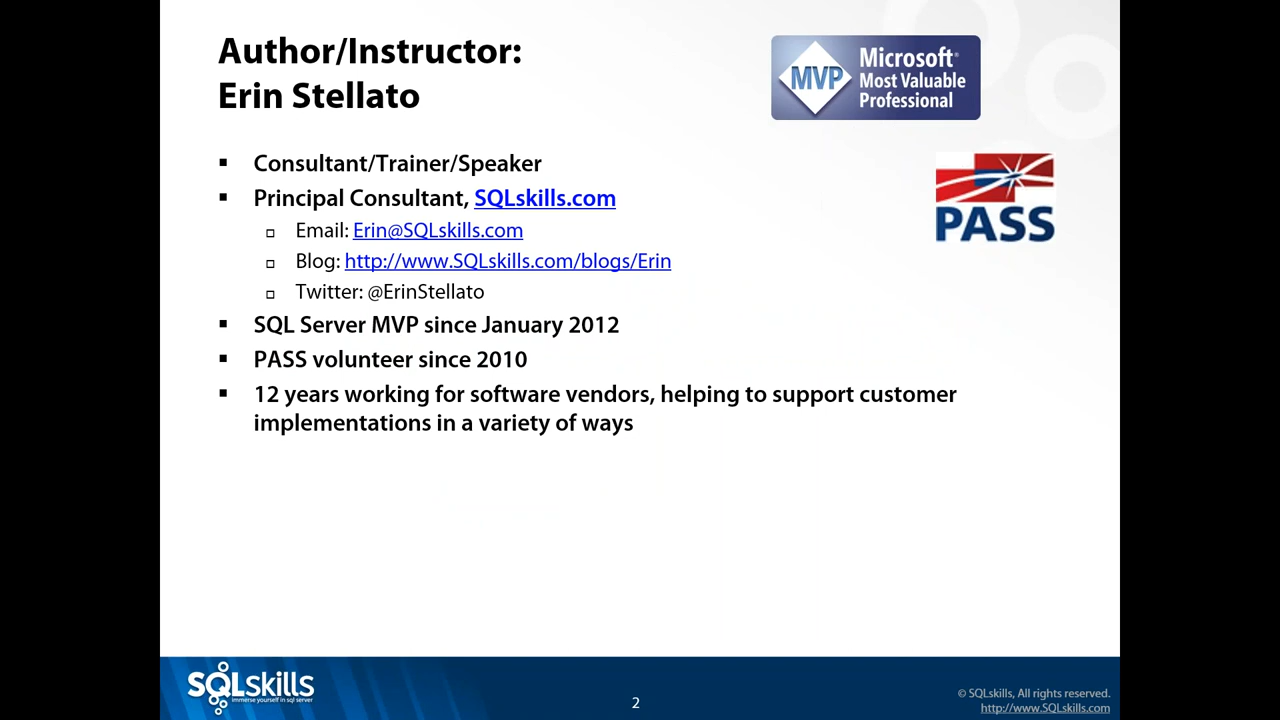 Author/Instructor:
Erin Stellato
MVP
Microsoft®
Most Valuable
Professional
PASS
▪ Consultant/Trainer/Speaker
▪ Principal Consultant, SQLskills.com
▫ Email: Erin@SQLskills.com
▫ Blog: http://www.SQLskills.com/blogs/Erin
▫ Twitter: @ErinStellato
▪ SQL Server MVP since January 2012
▪ PASS volunteer since 2010
▪ 12 years working for software vendors, helping to support customer
implementations in a variety of ways
SQLskills
immerse yourself in sql server
2
© SQLskills, All rights reserved.
http://www.SQLskills.com